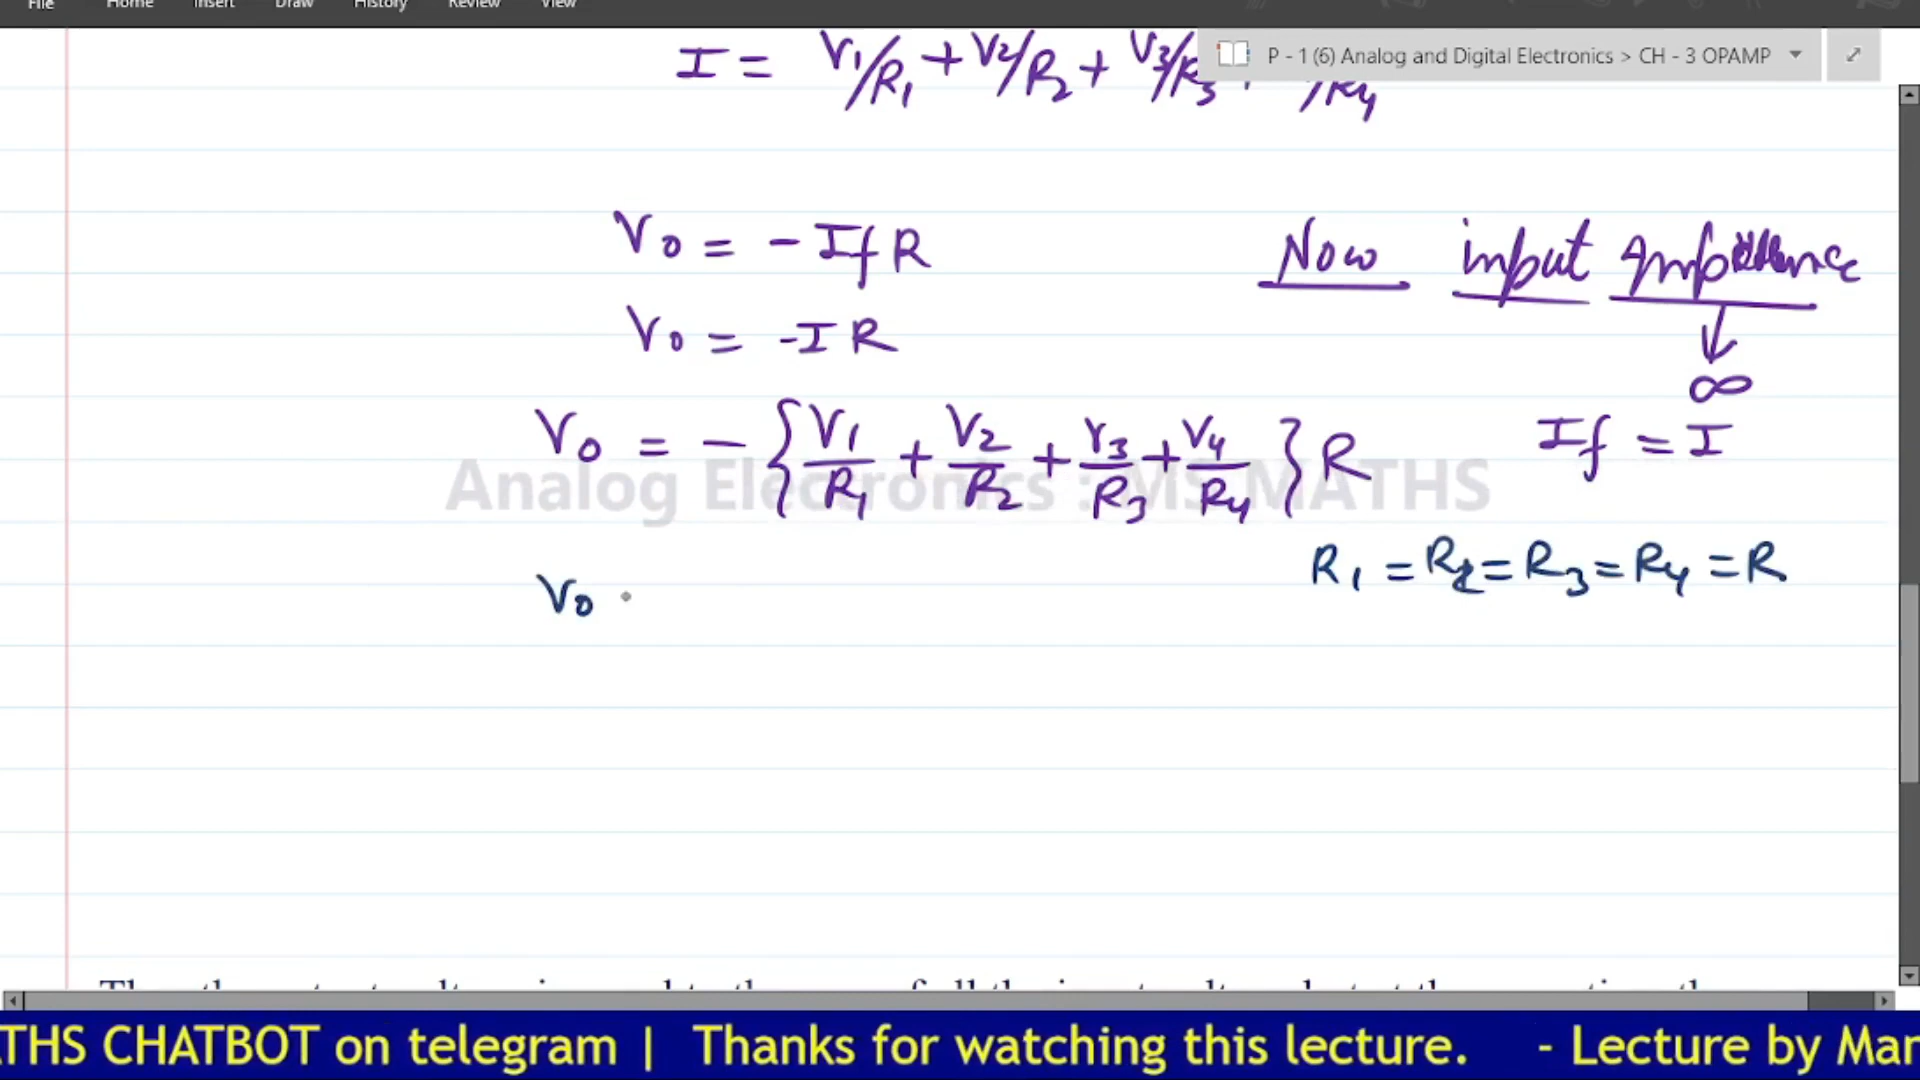 File Home Insert Draw History Review View
P - 1 (6) Analog and Digital Electronics > CH - 3 OPAMP
I = V1/R1 + V2/R2 + V3/R3 + /R4
V0 = - If R
Now input impedance
V0 = -I R
↓
∞
V0 = - { V1/R1 + V2/R2 + V3/R3 + V4/R4 } R
If = I
Analog Electronics : MS MATHS
R1 = R2 = R3 = R4 = R
V0
ATHS CHATBOT on telegram | Thanks for watching this lecture. - Lecture by Man